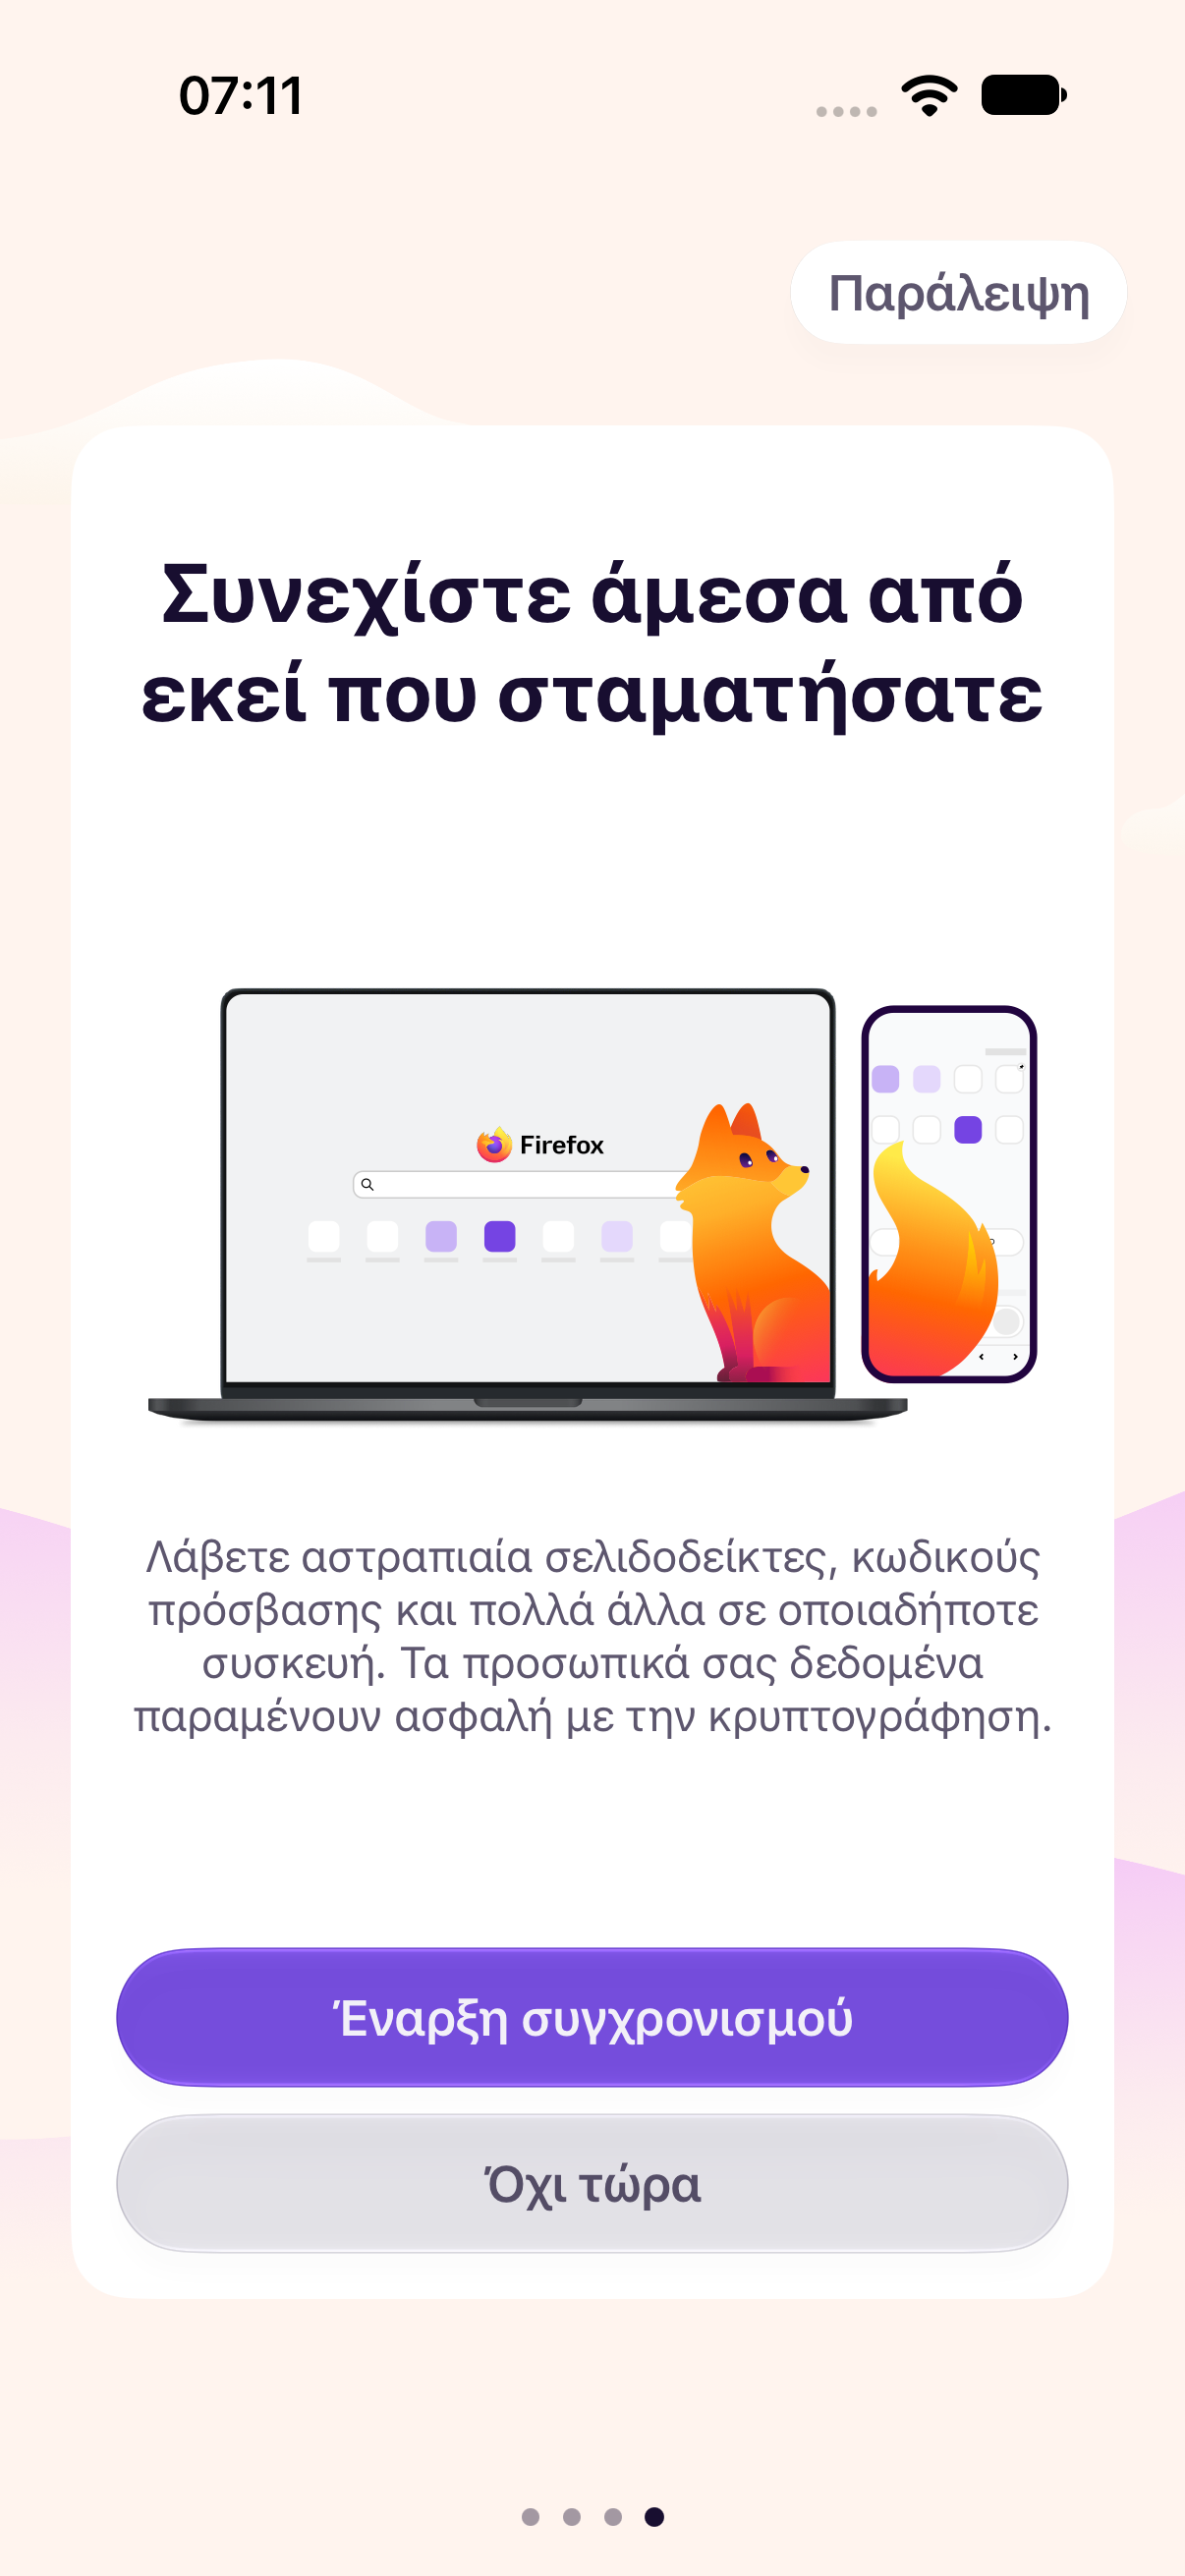 07:11
Παράλειψη
Συνεχίστε άμεσα από
εκεί που σταματήσατε
Firefox
Λάβετε αστραπιαία σελιδοδείκτες, κωδικούς
πρόσβασης και πολλά άλλα σε οποιαδήποτε
συσκευή. Τα προσωπικά σας δεδομένα
παραμένουν ασφαλή με την κρυπτογράφηση.
Έναρξη συγχρονισμού
Όχι τώρα